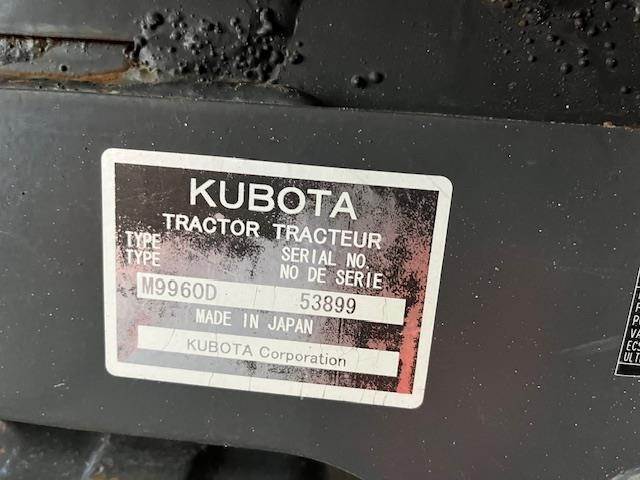 KUBOTA
TRACTOR TRACTEUR
TYPE
TYPE
SERIAL NO.
NO DE SERIE
M9960D 53899
MADE IN JAPAN
KUBOTA Corporation